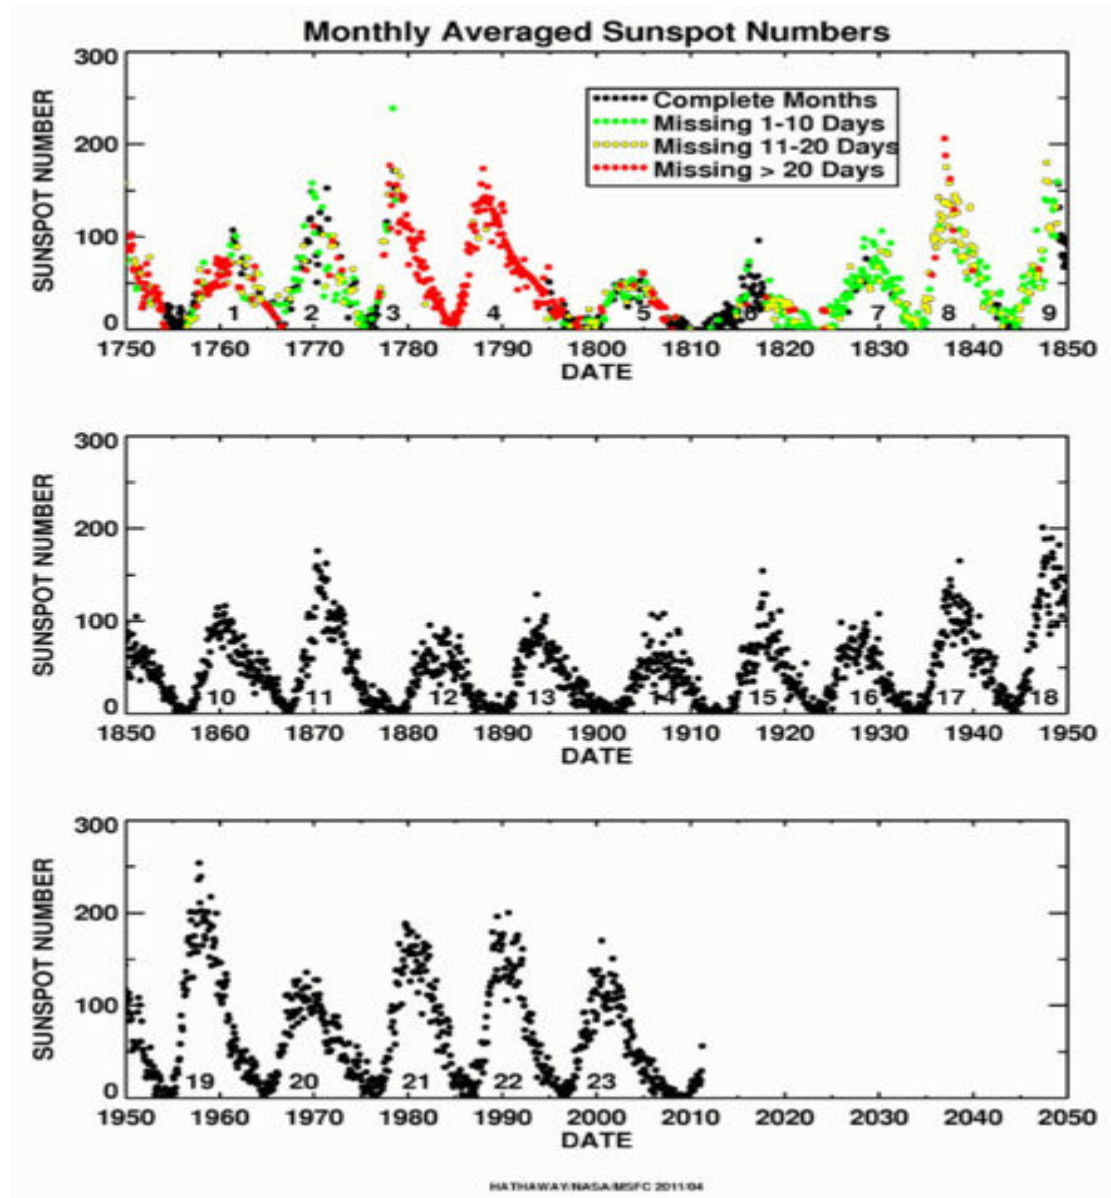 Monthly Averaged Sunspot Numbers
300
200
100
0
SUNSPOT NUMBER
Complete Months
Missing 1-10 Days
Missing 11-20 Days
Missing > 20 Days
1 2 3 4 5 6 7 8 9
1750 1760 1770 1780 1790 1800 1810 1820 1830 1840 1850
DATE
300
200
100
0
SUNSPOT NUMBER
10 11 12 13 14 15 16 17 18
1850 1860 1870 1880 1890 1900 1910 1920 1930 1940 1950
DATE
300
200
100
0
SUNSPOT NUMBER
19 20 21 22 23
1950 1960 1970 1980 1990 2000 2010 2020 2030 2040 2050
DATE
HATHAWAY/NASA/MSFC 2011/04